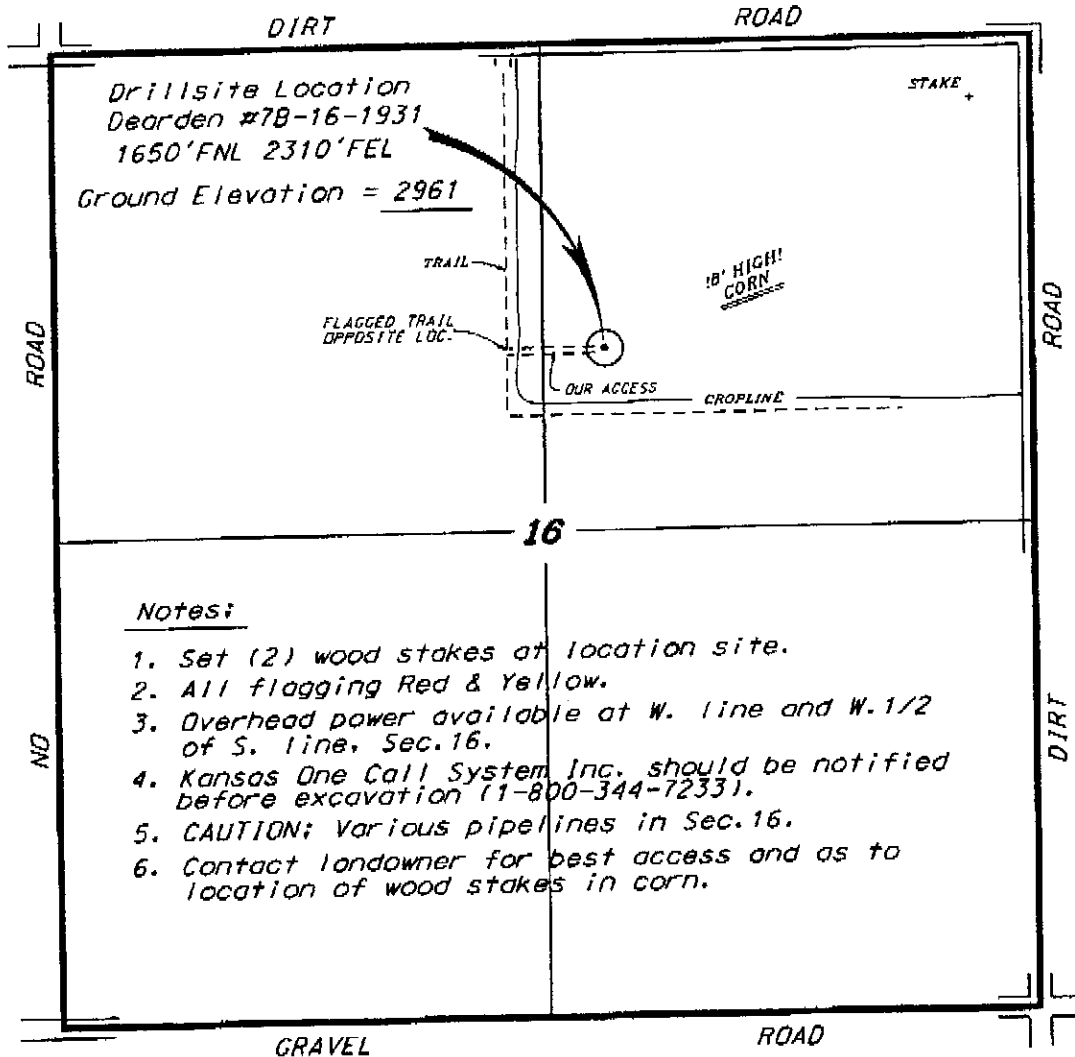 DIRT ROAD
Drillsite Location
Dearden #7B-16-1931
1650'FNL 2310'FEL
Ground Elevation = 2961
STAKE
TRAIL
!8' HIGH!
CORN
FLAGGED TRAIL
OPPOSITE LOC.
OUR ACCESS
CROPLINE
NO ROAD
DIRT ROAD
16
Notes:
1. Set (2) wood stakes at location site.
2. All flagging Red & Yellow.
3. Overhead power available at W. line and W.1/2
of S. line, Sec.16.
4. Kansas One Call System Inc. should be notified
before excavation (1-800-344-7233).
5. CAUTION: Various pipelines in Sec.16.
6. Contact landowner for best access and as to
location of wood stakes in corn.
GRAVEL ROAD